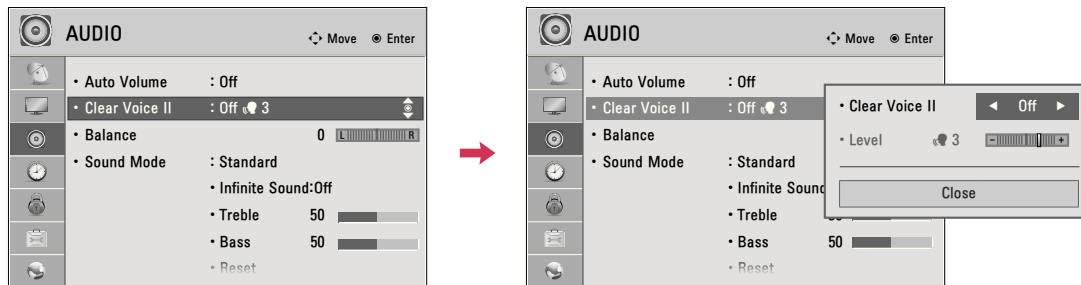 AUDIO
Move Enter
• Auto Volume : Off
• Clear Voice II : Off 3
• Balance 0 L R
• Sound Mode : Standard
• Infinite Sound:Off
• Treble 50
• Bass 50
• Reset
AUDIO
Move Enter
• Auto Volume : Off
• Clear Voice II : Off 3
• Balance
• Sound Mode : Standard
• Infinite Sound
• Treble
• Bass 50
• Reset
• Clear Voice II ◄ Off ►
• Level 3 - +
Close